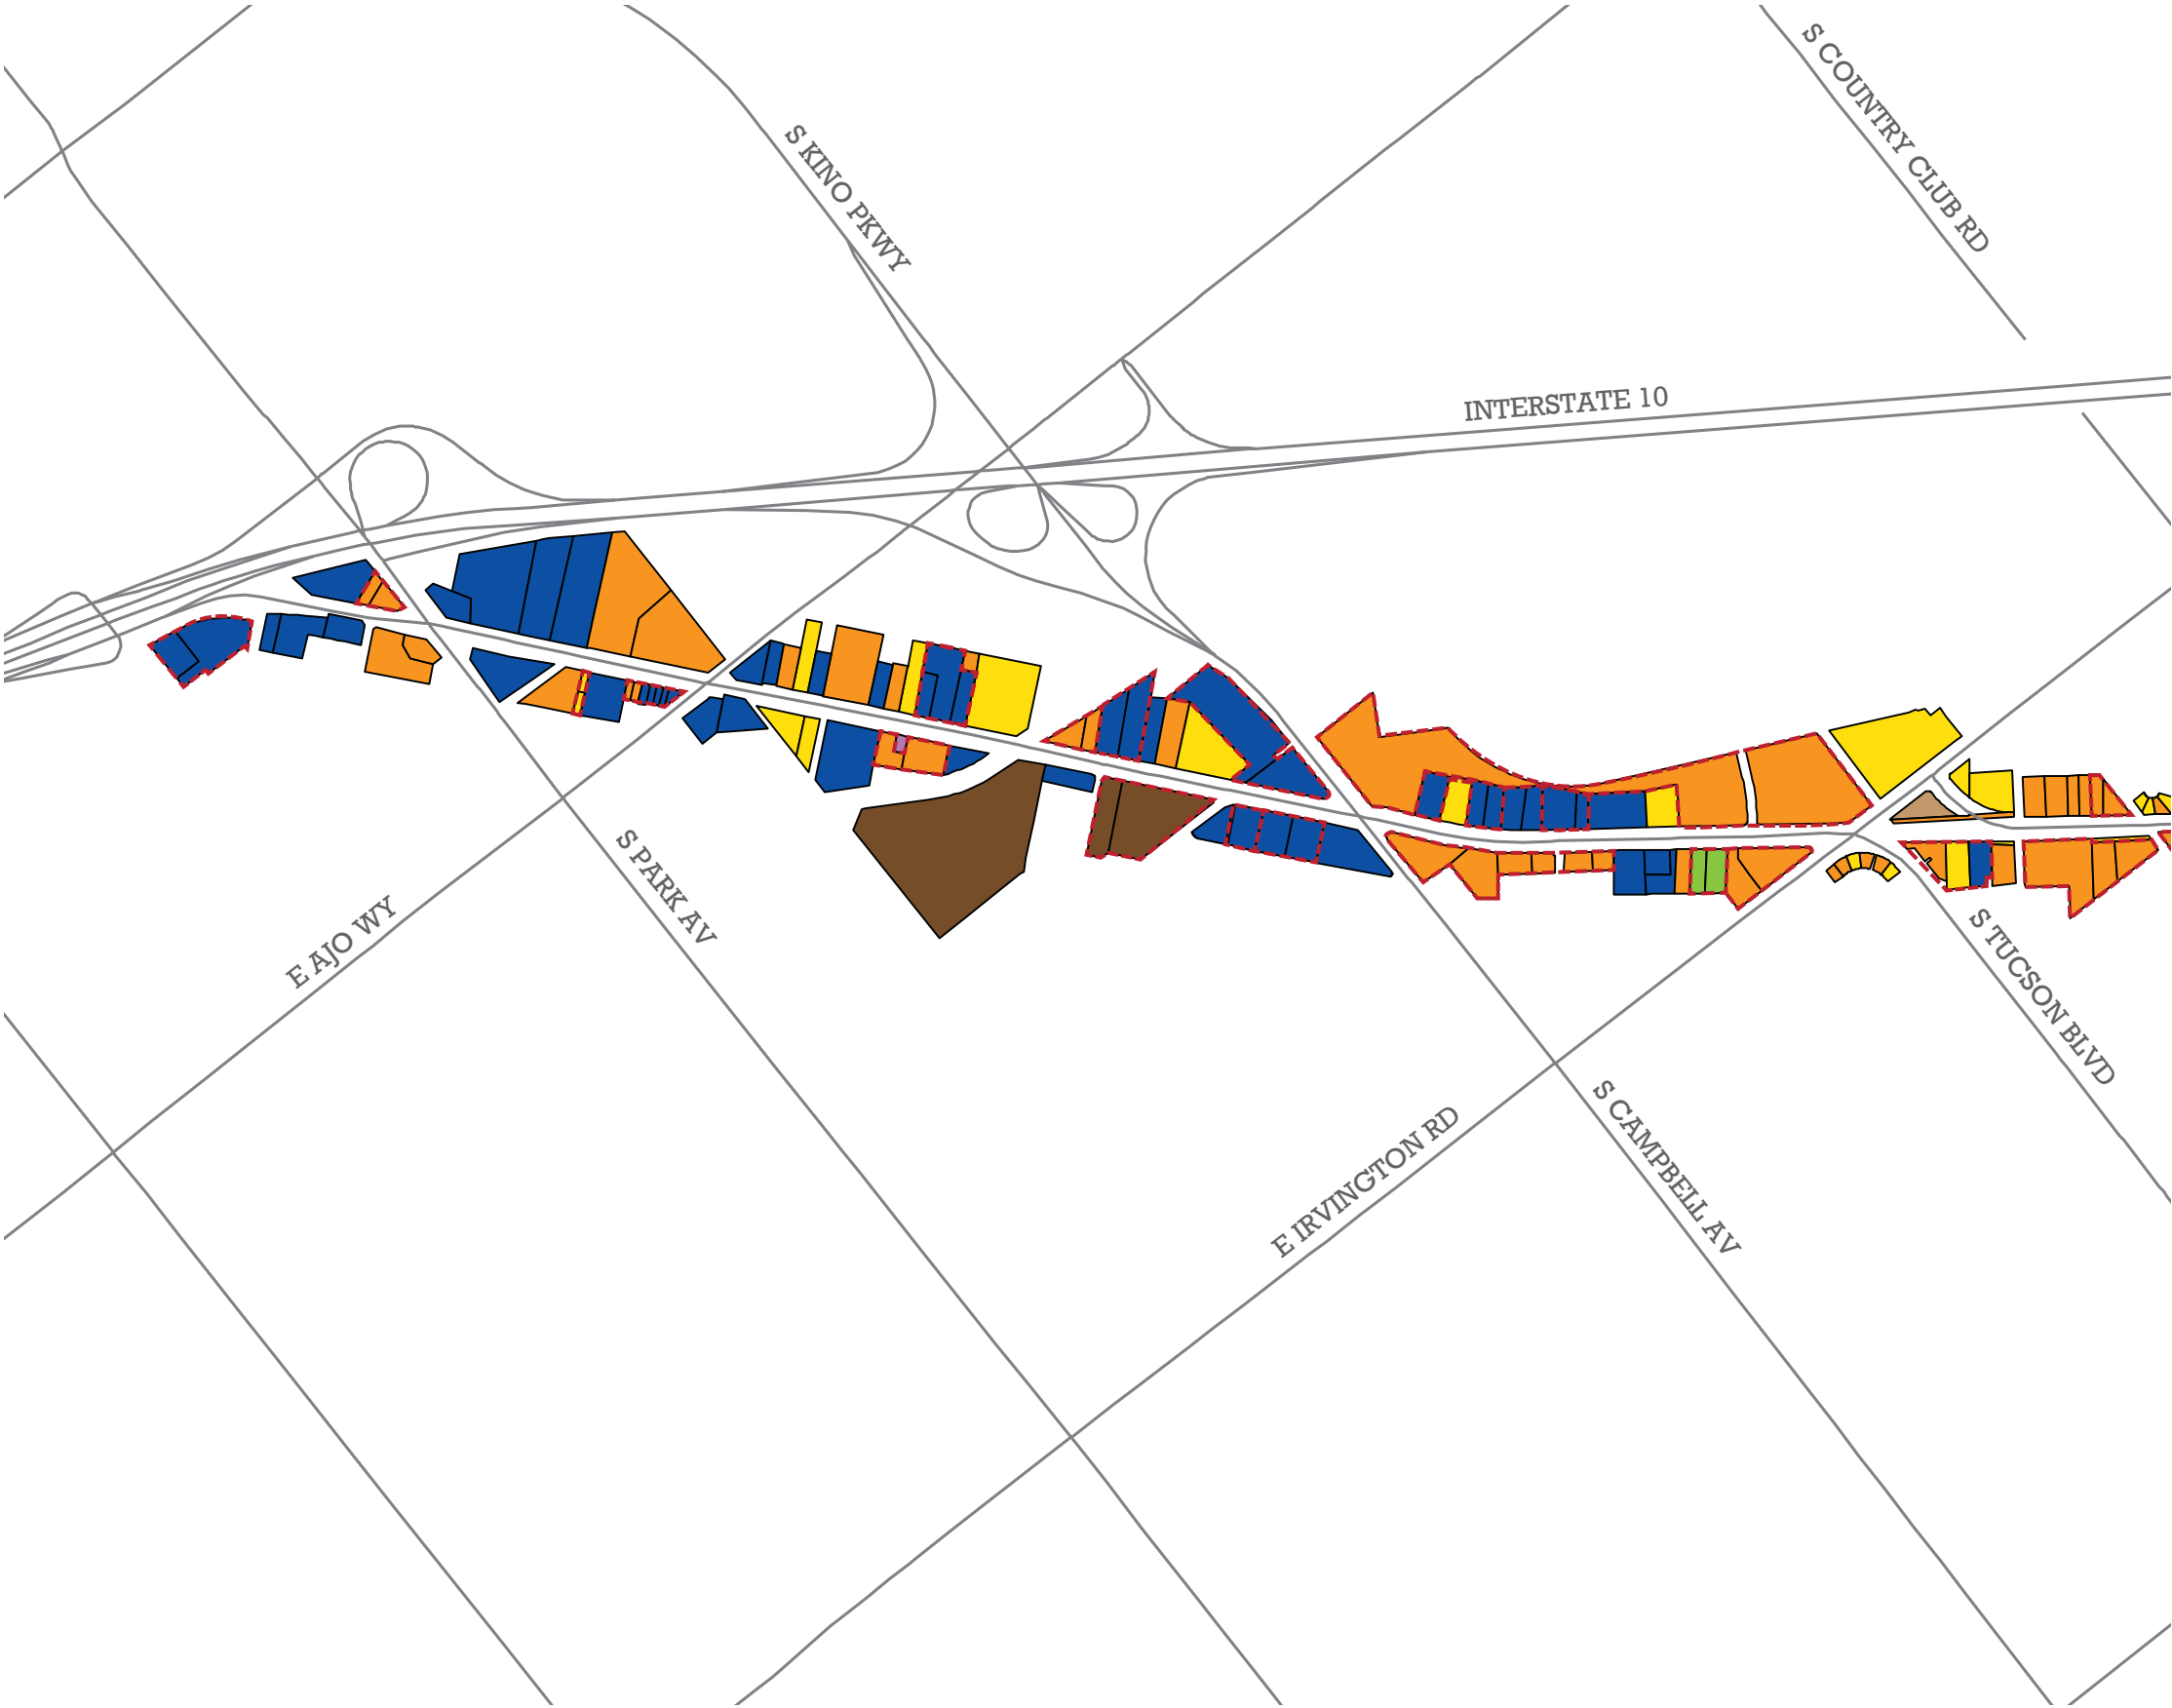 S COUNTRY CLUB RD
S KINO PKWY
INTERSTATE 10
S PARK AV
E AJO WY
S TUCSON BLVD
S CAMPBELL AV
E IRVINGTON RD